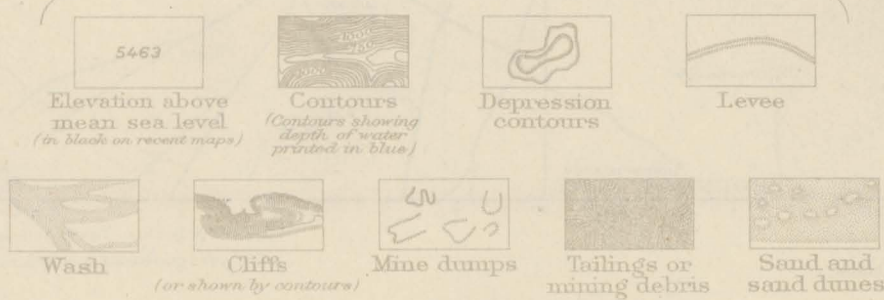 5463
Elevation above
mean sea level
(in black on recent maps)
Contours
(Contours showing
depth of water
printed in blue)
Depression
contours
Levee
Wash
Cliffs
(or shown by contours)
Mine dumps
Tailings or
mining debris
Sand and
sand dunes